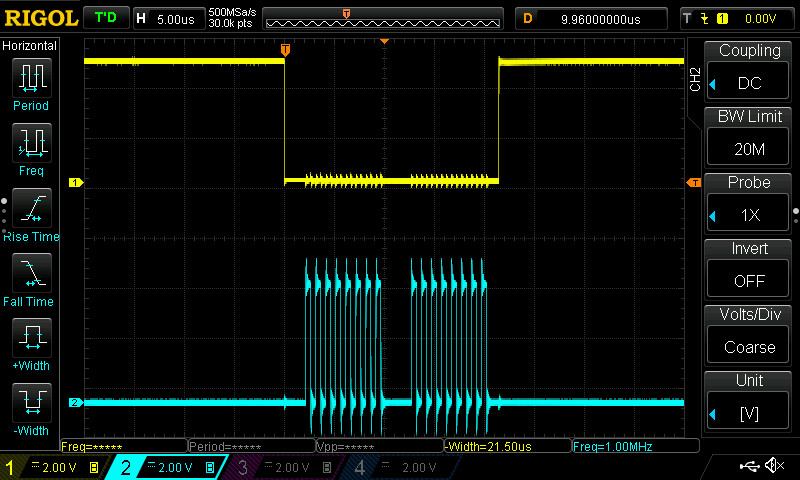 RIGOL T'D H 5.00us 500MSa/s 30.0k pts T D 9.96000000us T 1 0.00V
Horizontal
Period
Freq
Rise Time
Fall Time
+Width
-Width
T
1
T
2
CH2
Coupling
DC
BW Limit
20M
Probe
1X
Invert
OFF
Volts/Div
Coarse
Unit
[V]
Freq=***** Period=***** Vpp=***** -Width=21.50us Freq=1.00MHz
1 2.00 V B 2 2.00 V B 3 2.00 V B 4 2.00 V